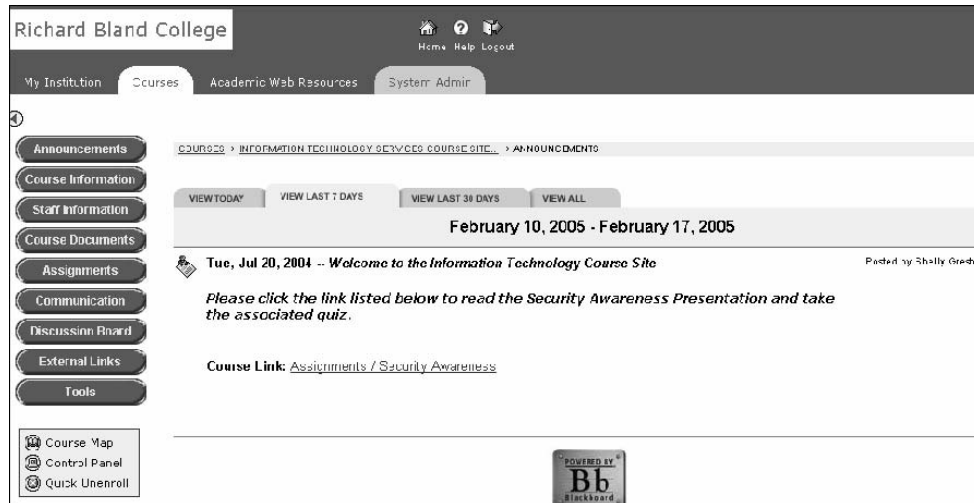 Richard Bland College
Home Help Logout
My Institution Courses Academic Web Resources System Admin
Announcements
COURSES > INFORMATION TECHNOLOGY SERVICES COURSE SITE... > ANNOUNCEMENTS
Course Information
VIEW TODAY VIEW LAST 7 DAYS VIEW LAST 30 DAYS VIEW ALL
Staff Information
February 10, 2005 - February 17, 2005
Course Documents
Tue, Jul 20, 2004 -- Welcome to the Information Technology Course Site Posted by Shelly Gresh
Assignments
Please click the link listed below to read the Security Awareness Presentation and take
Communication
the associated quiz.
Discussion Board
External Links
Course Link: Assignments / Security Awareness
Tools
Course Map
Control Panel
Quick Unenroll
POWERED BY
Bb
Blackboard